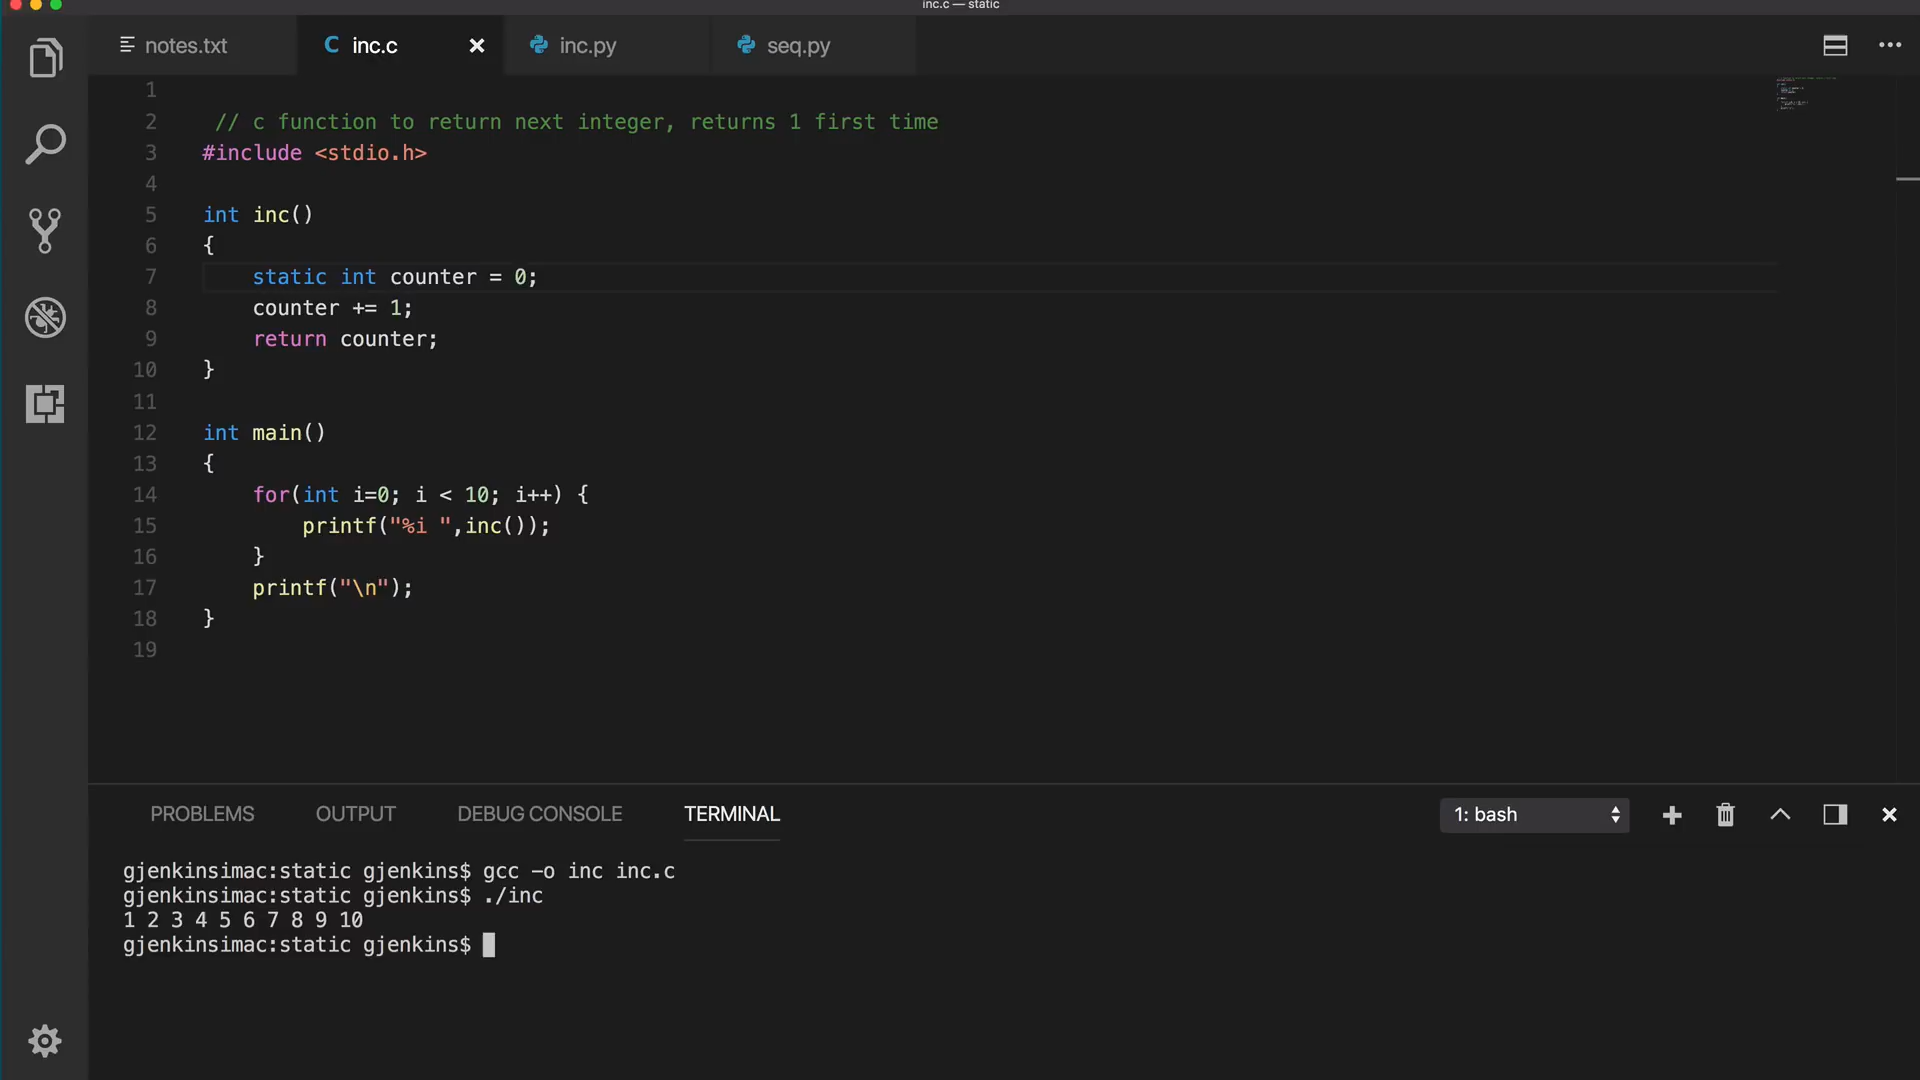 inc.c — static
notes.txt
C inc.c
inc.py
seq.py
1
2 // c function to return next integer, returns 1 first time
3 #include <stdio.h>
4
5 int inc()
6 {
7 static int counter = 0;
8 counter += 1;
9 return counter;
10 }
11
12 int main()
13 {
14 for(int i=0; i < 10; i++) {
15 printf("%i ",inc());
16 }
17 printf("\n");
18 }
19
PROBLEMS OUTPUT DEBUG CONSOLE TERMINAL 1: bash
gjenkinsimac:static gjenkins$ gcc -o inc inc.c
gjenkinsimac:static gjenkins$ ./inc
1 2 3 4 5 6 7 8 9 10
gjenkinsimac:static gjenkins$